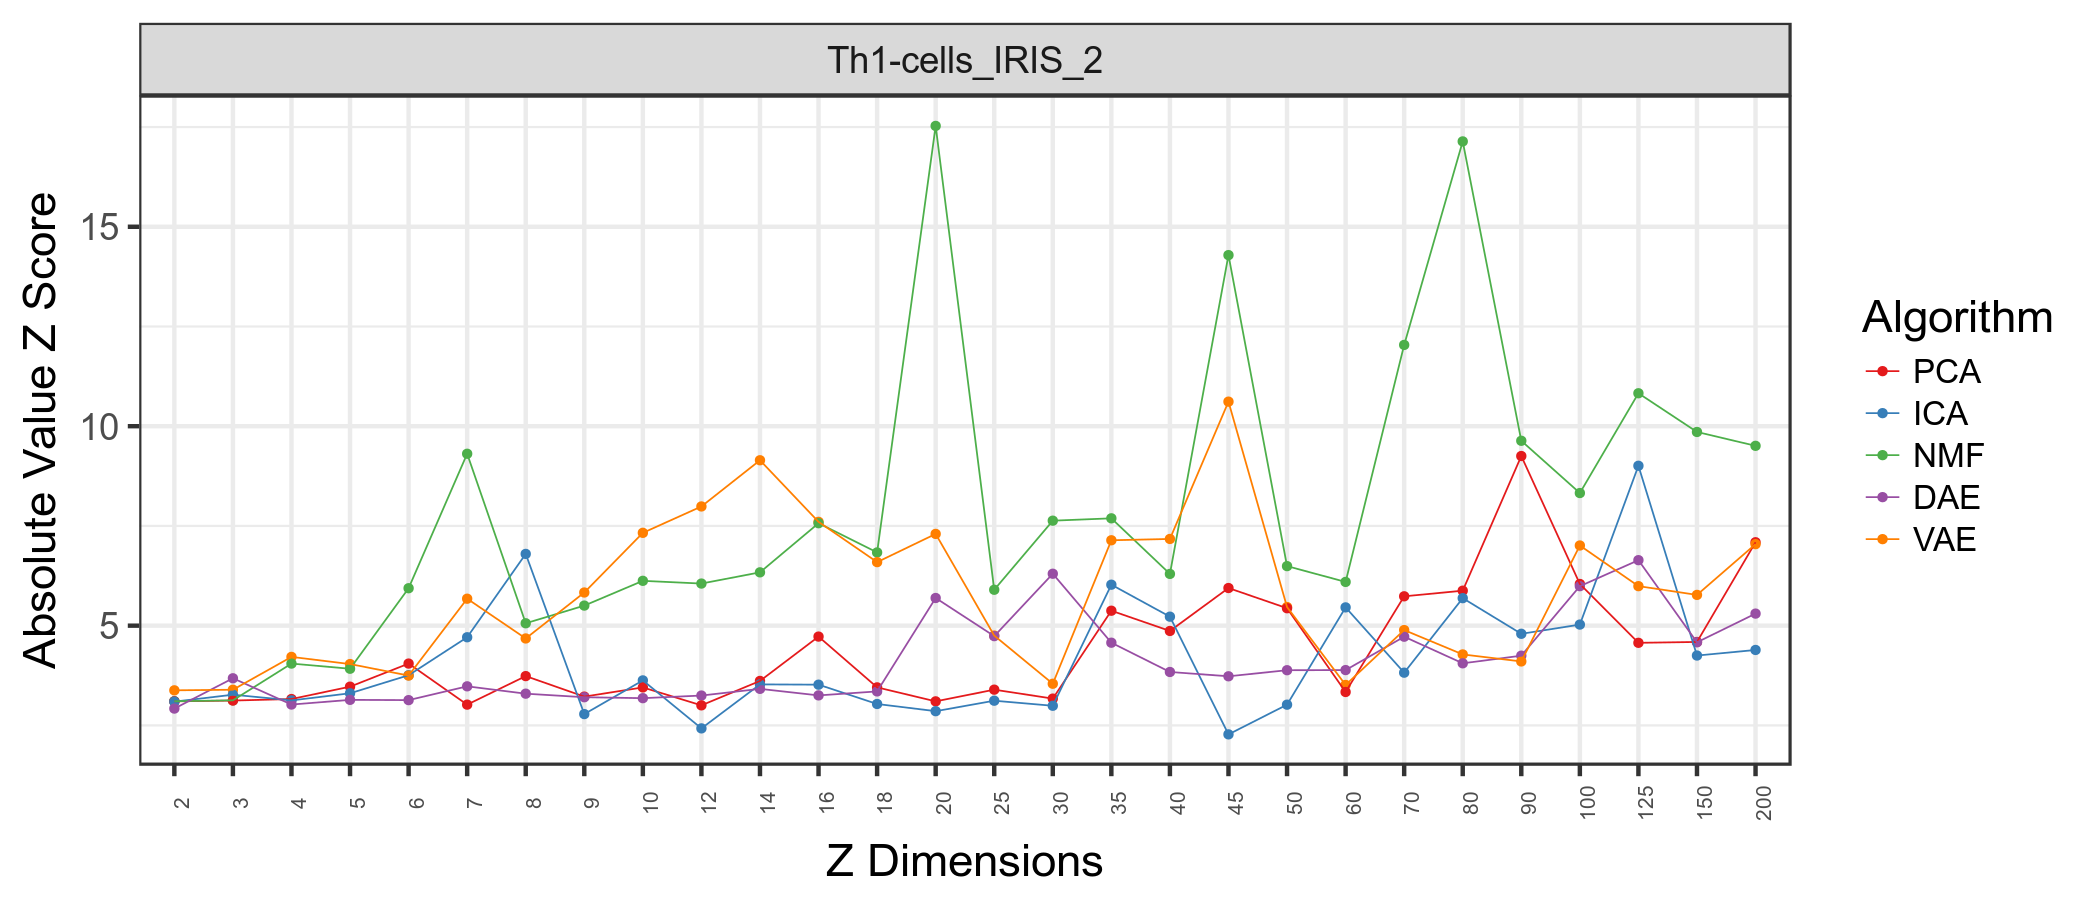 Th1-cells_IRIS_2
Absolute Value Z Score
15
10
5
2 3 4 5 6 7 8 9 10 12 14 16 18 20 25 30 35 40 45 50 60 70 80 90 100 125 150 200
Z Dimensions
Algorithm
PCA
ICA
NMF
DAE
VAE